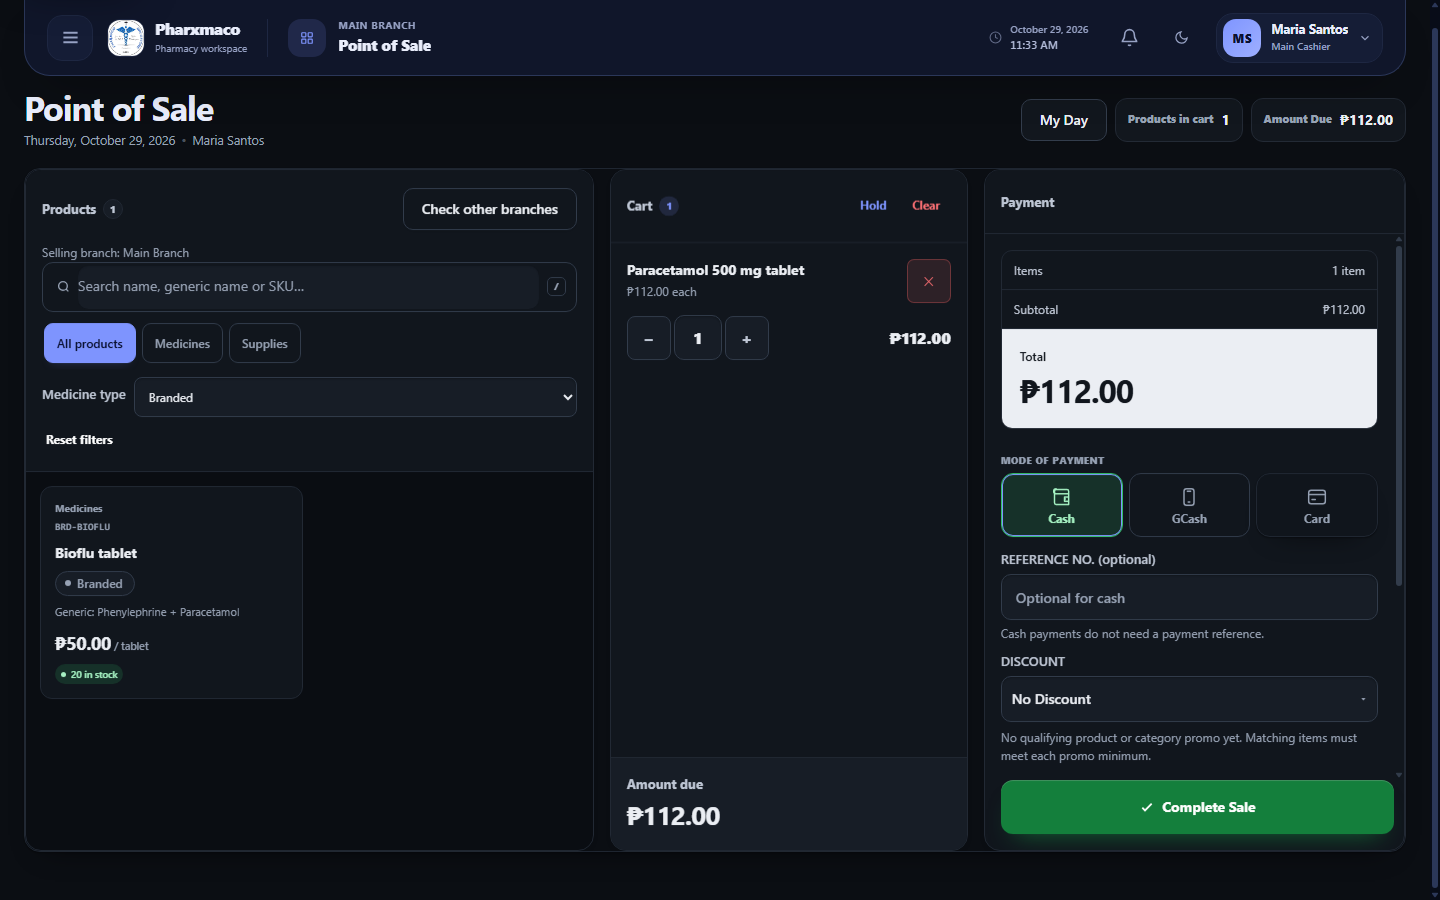 Pharxmaco
Pharmacy workspace
MAIN BRANCH
Point of Sale
October 29, 2026
11:33 AM
MS
Maria Santos
Main Cashier
Point of Sale
Thursday, October 29, 2026 • Maria Santos
My Day
Products in cart 1
Amount Due ₱112.00
Products 1
Check other branches
Selling branch: Main Branch
Search name, generic name or SKU...
/
All products
Medicines
Supplies
Medicine type
Branded
Reset filters
Medicines
BRD-BIOFLU
Bioflu tablet
Branded
Generic: Phenylephrine + Paracetamol
₱50.00 / tablet
20 in stock
Cart 1
Hold
Clear
Paracetamol 500 mg tablet
₱112.00 each
− 1 +
₱112.00
Amount due
₱112.00
Payment
Items 1 item
Subtotal ₱112.00
Total
₱112.00
MODE OF PAYMENT
Cash
GCash
Card
REFERENCE NO. (optional)
Optional for cash
Cash payments do not need a payment reference.
DISCOUNT
No Discount
No qualifying product or category promo yet. Matching items must
meet each promo minimum.
Complete Sale